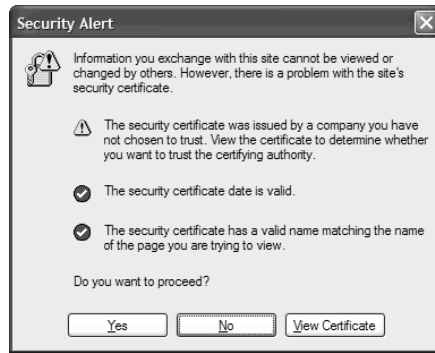 Security Alert
Information you exchange with this site cannot be viewed or
changed by others. However, there is a problem with the site's
security certificate.
The security certificate was issued by a company you have
not chosen to trust. View the certificate to determine whether
you want to trust the certifying authority.
The security certificate date is valid.
The security certificate has a valid name matching the name
of the page you are trying to view.
Do you want to proceed?
Yes No View Certificate